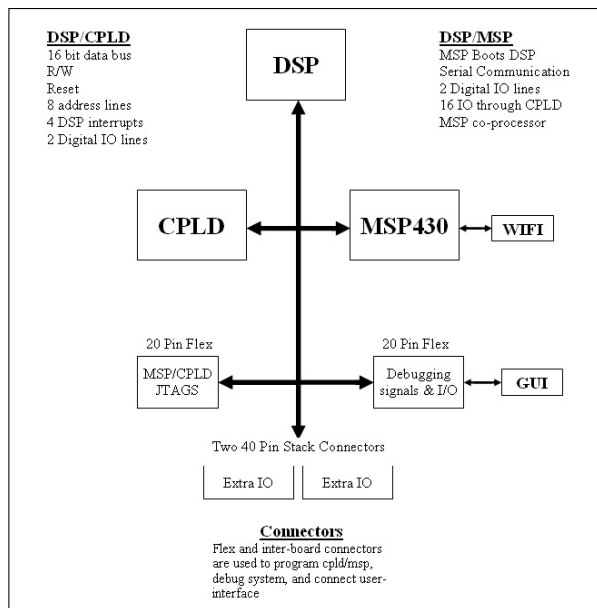 DSP/CPLD
16 bit data bus
R/W
Reset
8 address lines
4 DSP interrupts
2 Digital IO lines
DSP
DSP/MSP
MSP Boots DSP
Serial Communication
2 Digital IO lines
16 IO through CPLD
MSP co-processor
CPLD
MSP430
WIFI
20 Pin Flex
MSP/CPLD
JTAGS
20 Pin Flex
Debugging
signals & I/O
GUI
Two 40 Pin Stack Connectors
Extra IO
Extra IO
Connectors
Flex and inter-board connectors
are used to program cpld/msp,
debug system, and connect user-
interface